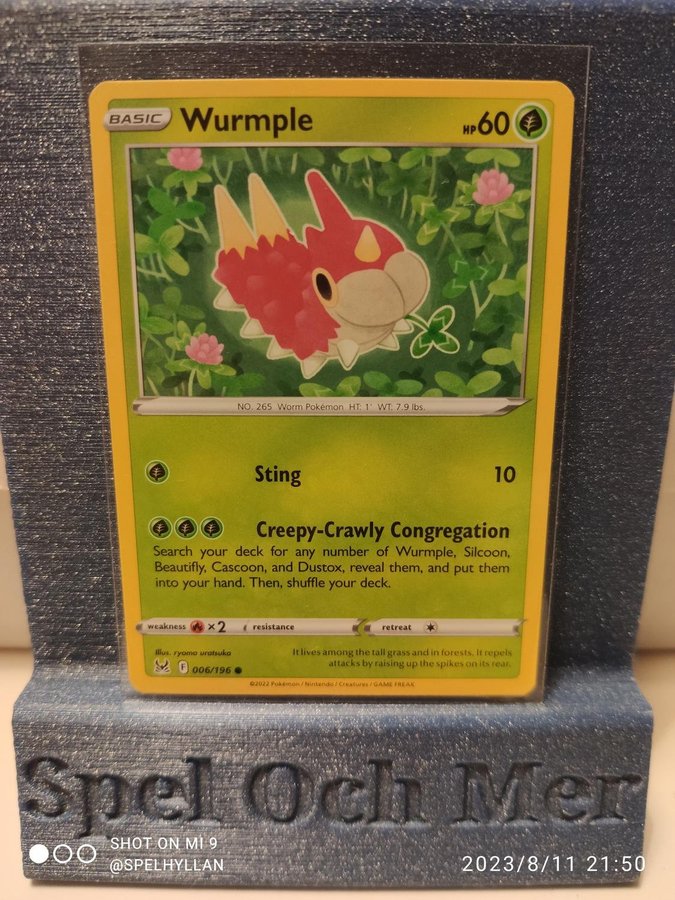 BASIC Wurmple HP 60
NO. 265 Worm Pokémon HT: 1' WT: 7.9 lbs.
Sting 10
Creepy-Crawly Congregation
Search your deck for any number of Wurmple, Silcoon,
Beautifly, Cascoon, and Dustox, reveal them, and put them
into your hand. Then, shuffle your deck.
weakness ×2 resistance retreat
Illus. ryoma uratsuka
It lives among the tall grass and in forests. It repels
attacks by raising up the spikes on its rear.
F 006/196
©2022 Pokémon / Nintendo / Creatures / GAME FREAK
Spel Och Mer
SHOT ON MI 9
@SPELHYLLAN
2023/8/11 21:50